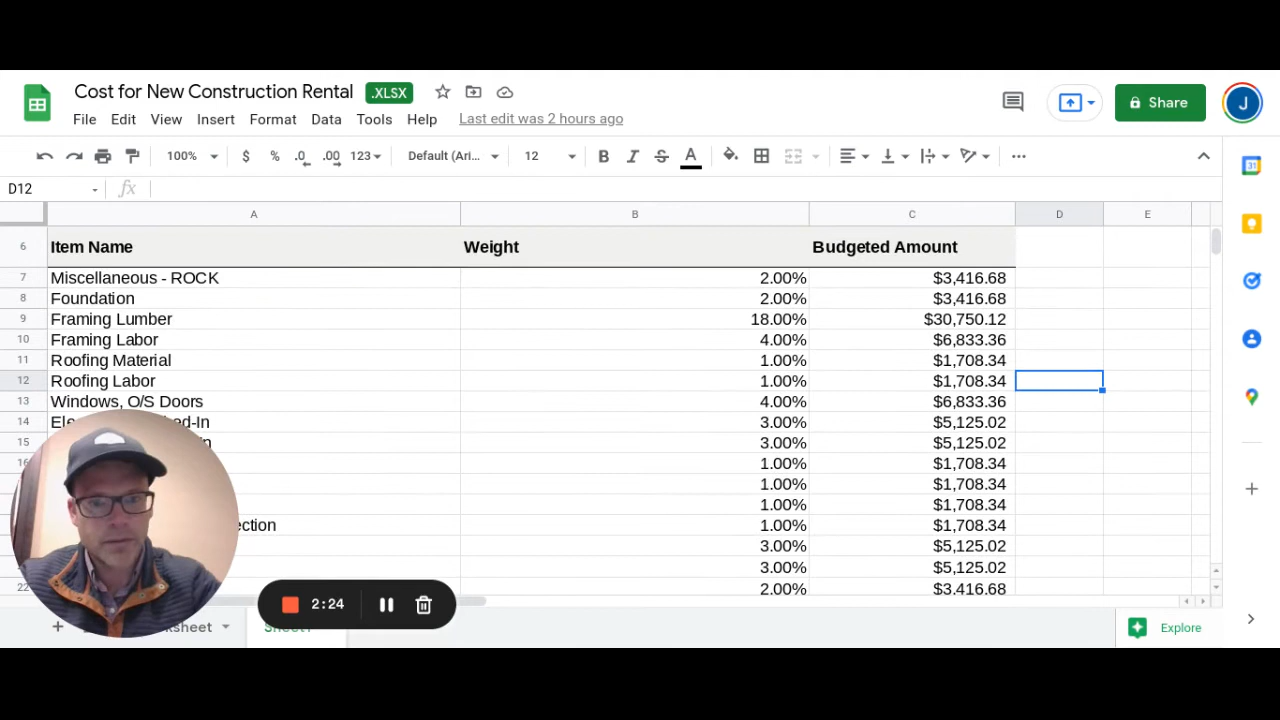 Cost for New Construction Rental .XLSX
File Edit View Insert Format Data Tools Help Last edit was 2 hours ago
Share J
100% $ % .0 .00 123 Default (Ari... 12 B I S A
31
D12 fx
A B C D E
6 Item Name Weight Budgeted Amount
7 Miscellaneous - ROCK 2.00% $3,416.68
8 Foundation 2.00% $3,416.68
9 Framing Lumber 18.00% $30,750.12
10 Framing Labor 4.00% $6,833.36
11 Roofing Material 1.00% $1,708.34
12 Roofing Labor 1.00% $1,708.34
13 Windows, O/S Doors 4.00% $6,833.36
14 3.00% $5,125.02
15 3.00% $5,125.02
16 1.00% $1,708.34
1.00% $1,708.34
1.00% $1,708.34
1.00% $1,708.34
3.00% $5,125.02
3.00% $5,125.02
22 2.00% $3,416.68
2:24
Explore